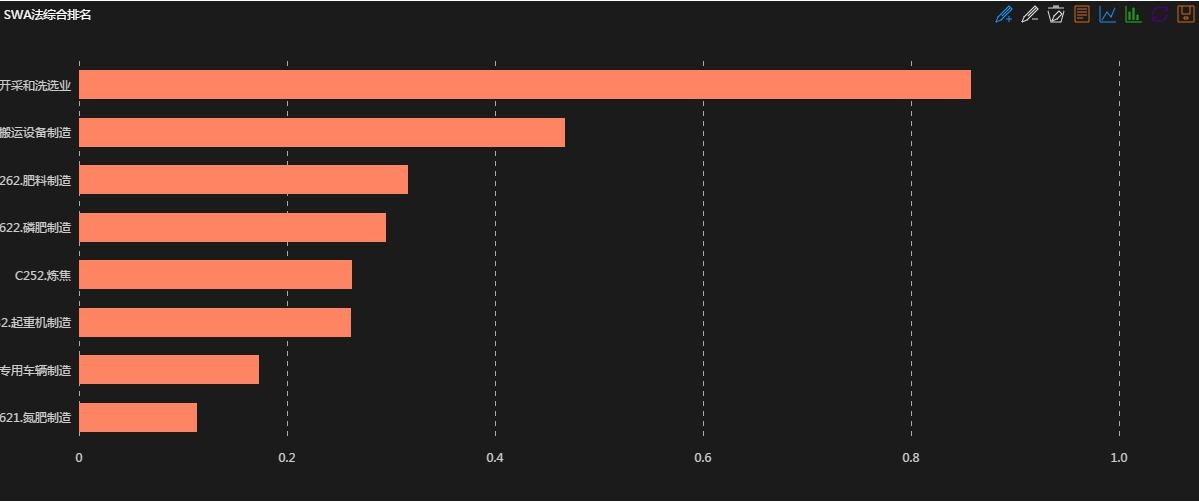 SWA法综合排名
开采和洗选业
搬运设备制造
262.肥料制造
622.磷肥制造
C252.炼焦
2.起重机制造
专用车辆制造
621.氮肥制造
0 0.2 0.4 0.6 0.8 1.0